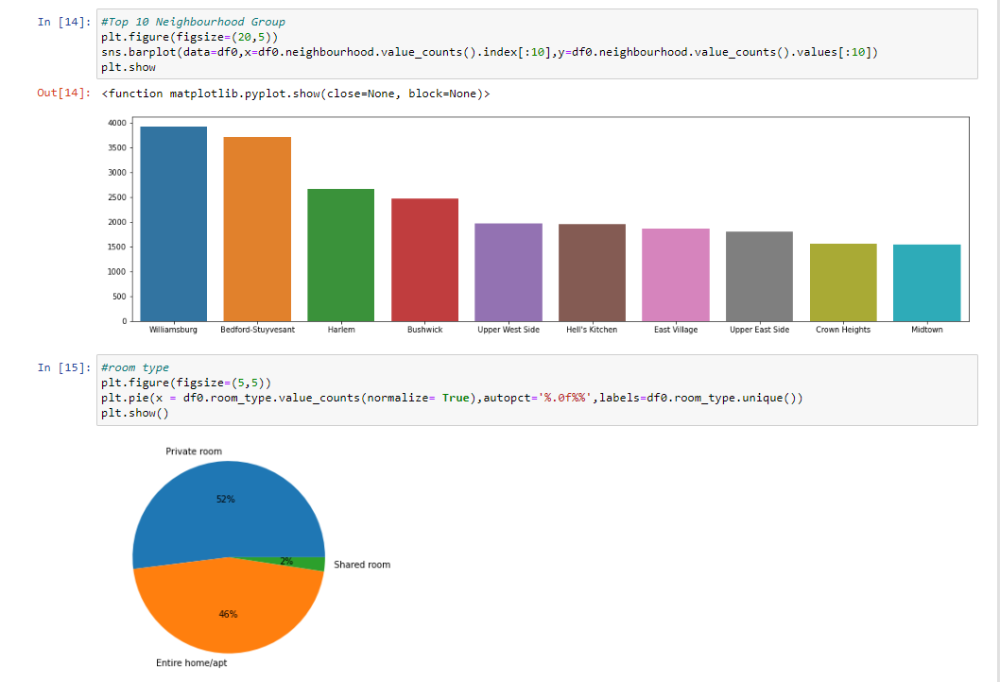 In [14]: #Top 10 Neighbourhood Group
plt.figure(figsize=(20,5))
sns.barplot(data=df0,x=df0.neighbourhood.value_counts().index[:10],y=df0.neighbourhood.value_counts().values[:10])
plt.show
Out[14]: <function matplotlib.pyplot.show(close=None, block=None)>
4000
3500
3000
2500
2000
1500
1000
500
0
Williamsburg Bedford-Stuyvesant Harlem Bushwick Upper West Side Hell's Kitchen East Village Upper East Side Crown Heights Midtown
In [15]: #room type
plt.figure(figsize=(5,5))
plt.pie(x = df0.room_type.value_counts(normalize= True),autopct='%.0f%%',labels=df0.room_type.unique())
plt.show()
Private room
52%
2% Shared room
46%
Entire home/apt